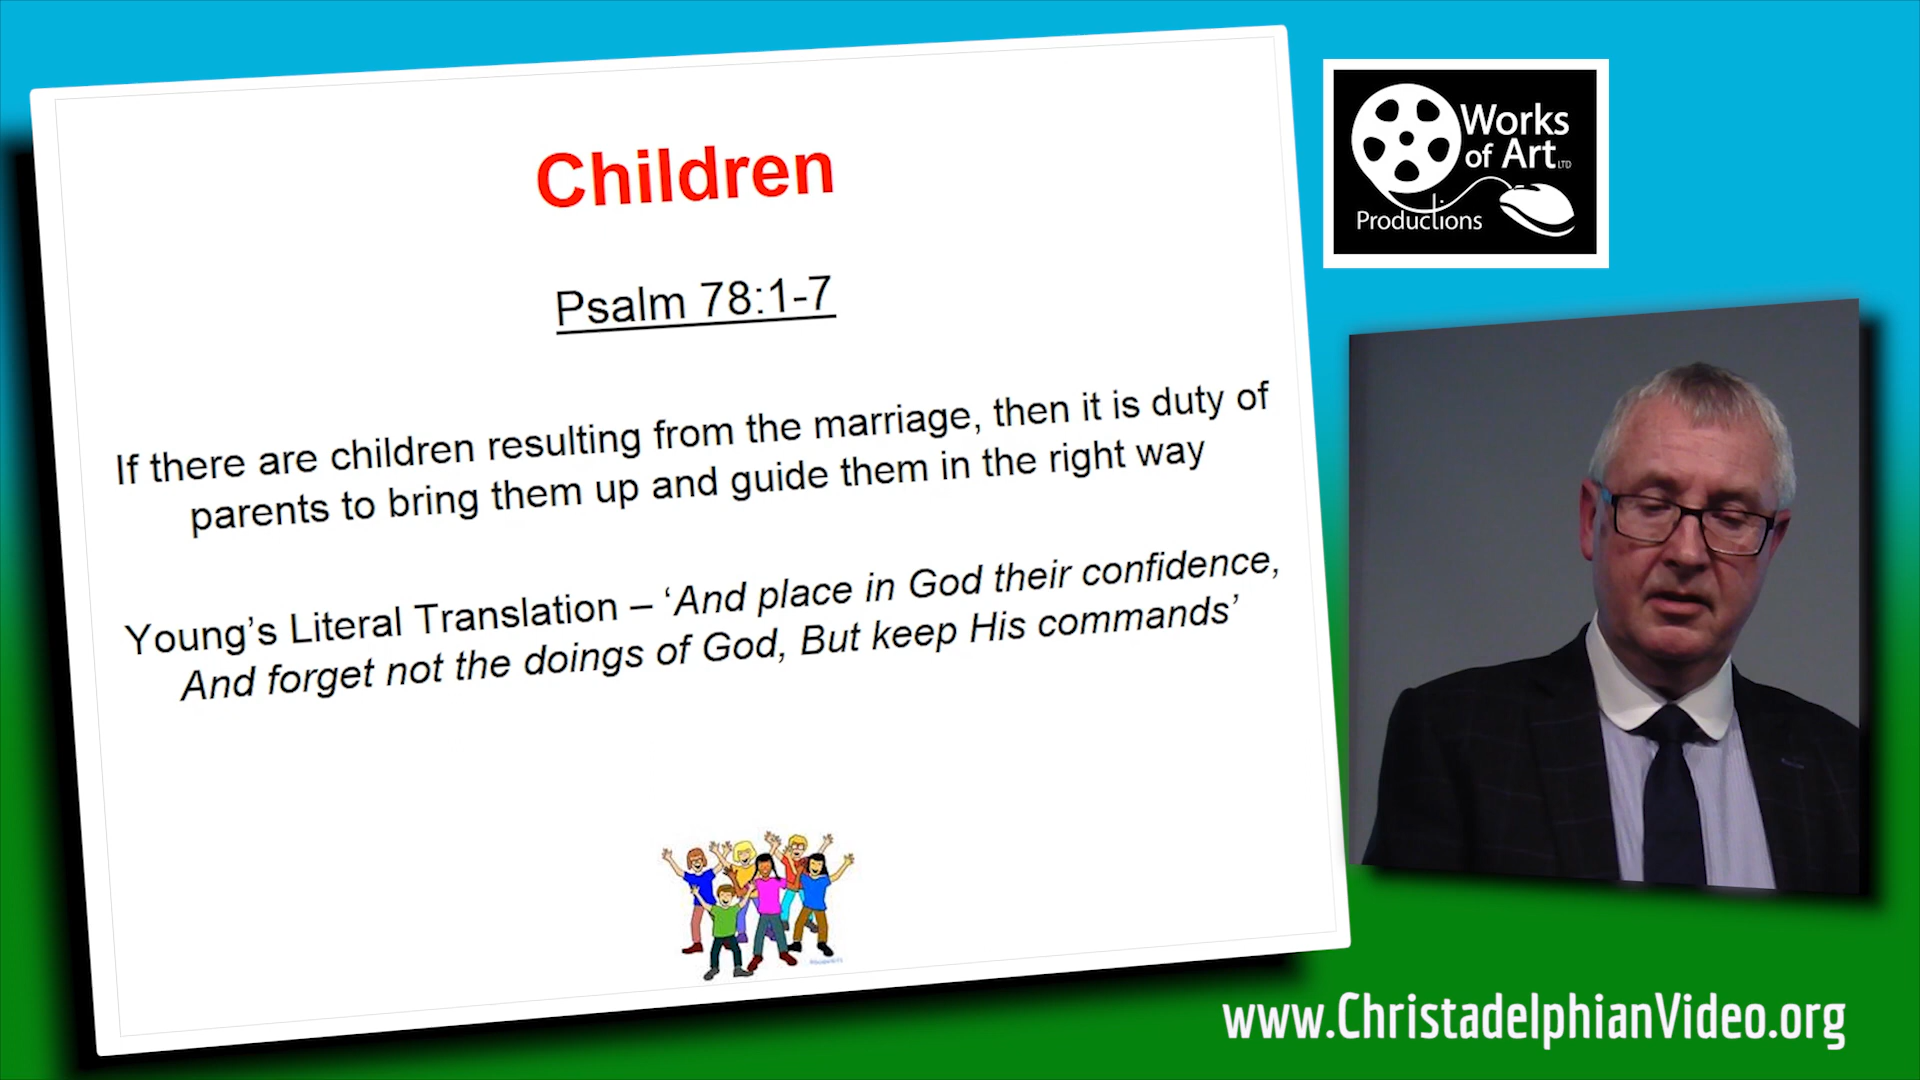 Children
Psalm 78:1-7
If there are children resulting from the marriage, then it is duty of
parents to bring them up and guide them in the right way
Young’s Literal Translation – ‘And place in God their confidence,
And forget not the doings of God, But keep His commands’
Works
of Art LTD
Productions
www.ChristadelphianVideo.org